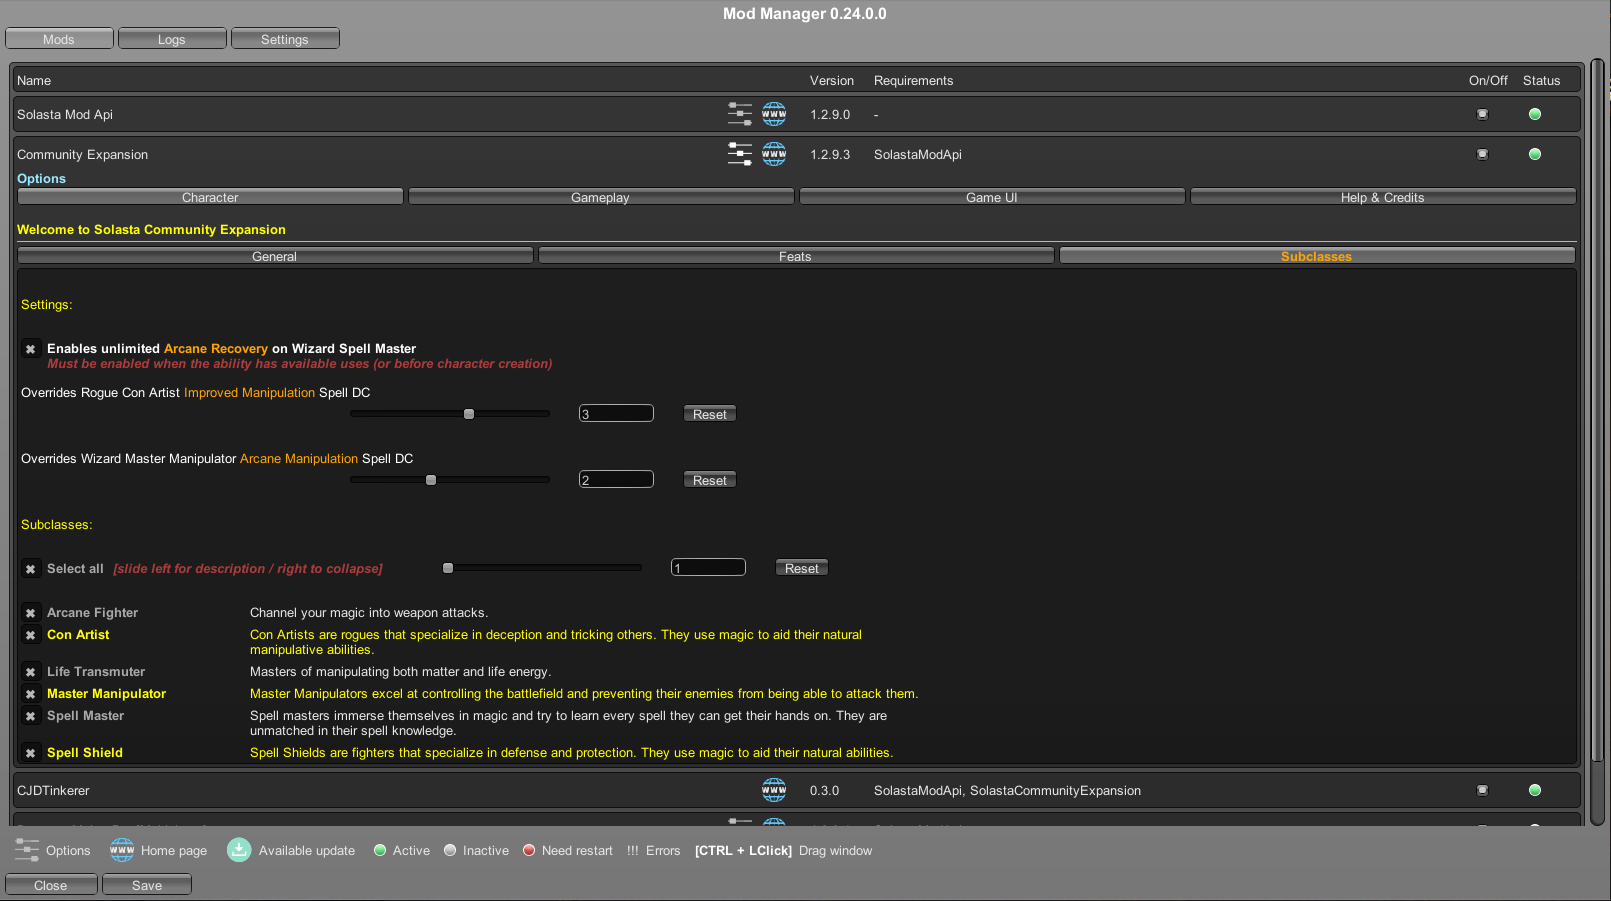 Mod Manager 0.24.0.0
Mods Logs Settings
Name Version Requirements On/Off Status
Solasta Mod Api WWW 1.2.9.0 -
Community Expansion WWW 1.2.9.3 SolastaModApi
Options
Character Gameplay Game UI Help & Credits
Welcome to Solasta Community Expansion
General Feats Subclasses
Settings:
Enables unlimited Arcane Recovery on Wizard Spell Master
Must be enabled when the ability has available uses (or before character creation)
Overrides Rogue Con Artist Improved Manipulation Spell DC
3 Reset
Overrides Wizard Master Manipulator Arcane Manipulation Spell DC
2 Reset
Subclasses:
Select all [slide left for description / right to collapse] 1 Reset
Arcane Fighter Channel your magic into weapon attacks.
Con Artist Con Artists are rogues that specialize in deception and tricking others. They use magic to aid their natural
manipulative abilities.
Life Transmuter Masters of manipulating both matter and life energy.
Master Manipulator Master Manipulators excel at controlling the battlefield and preventing their enemies from being able to attack them.
Spell Master Spell masters immerse themselves in magic and try to learn every spell they can get their hands on. They are
unmatched in their spell knowledge.
Spell Shield Spell Shields are fighters that specialize in defense and protection. They use magic to aid their natural abilities.
CJDTinkerer WWW 0.3.0 SolastaModApi, SolastaCommunityExpansion
Options WWW Home page Available update Active Inactive Need restart !!! Errors [CTRL + LClick] Drag window
Close Save